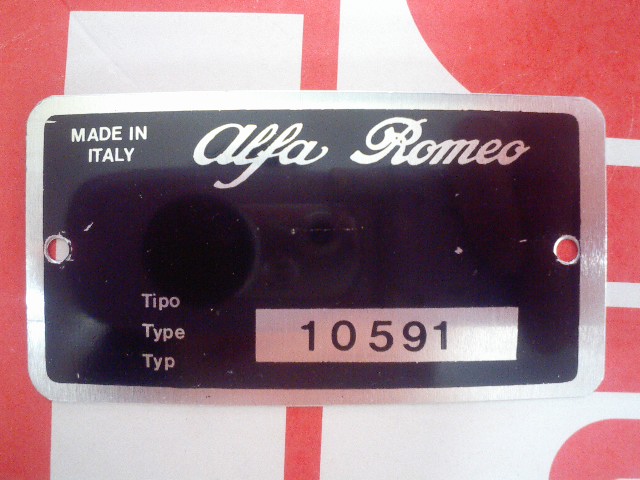 MADE IN
ITALY
Alfa Romeo
Tipo
Type
Typ
10591